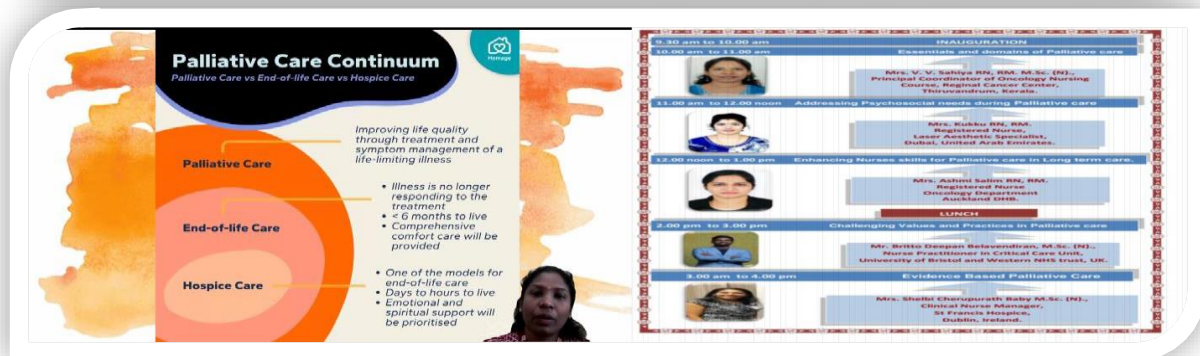 Palliative Care Continuum
Palliative Care vs End-of-life Care vs Hospice Care
Homage
Palliative Care
Improving life quality
through treatment and
symptom management of a
life-limiting illness
End-of-life Care
• Illness is no longer
responding to the
treatment
• < 6 months to live
• Comprehensive
comfort care will be
provided
Hospice Care
• One of the models for
end-of-life care
• Days to hours to live
• Emotional and
spiritual support will
be prioritised
9.30 am to 10.00 am INAUGURATION
10.00 am to 11.00 am Essentials and domains of Palliative care
Mrs. V. V. Sahiya RN, RM. M.Sc. (N).,
Principal Coordinator of Oncology Nursing
Course, Reginal Cancer Center,
Thiruvandrum, Kerala.
11.00 am to 12.00 noon Addressing Psychosocial needs during Palliative care
Mrs. Kukku RN, RM.
Registered Nurse,
Laser Aesthetic Specialist,
Dubai, United Arab Emirates.
12.00 noon to 1.00 pm Enhancing Nurses skills for Palliative care in Long term care.
Mrs. Ashmi Salim RN, RM.
Registered Nurse
Oncology Department
Auckland DHB.
LUNCH
2.00 pm to 3.00 pm Challenging Values and Practices in Palliative care
Mr. Britto Deepan Belavendiran, M.Sc. (N).,
Nurse Practitioner in Critical Care Unit,
University of Bristol and Western NHS trust, UK.
3.00 am to 4.00 pm Evidence Based Palliative Care
Mrs. Shelbi Cherupurath Baby M.Sc. (N).,
Clinical Nurse Manager,
St Francis Hospice,
Dublin, Ireland.